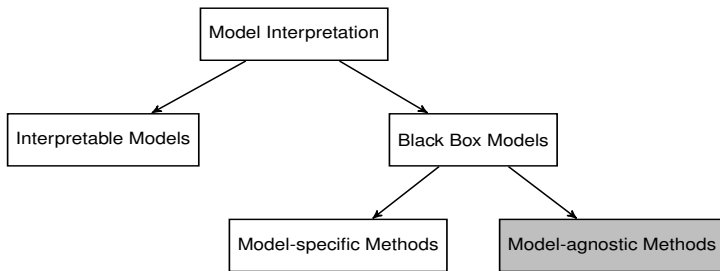 Model Interpretation
Interpretable Models
Black Box Models
Model-specific Methods
Model-agnostic Methods